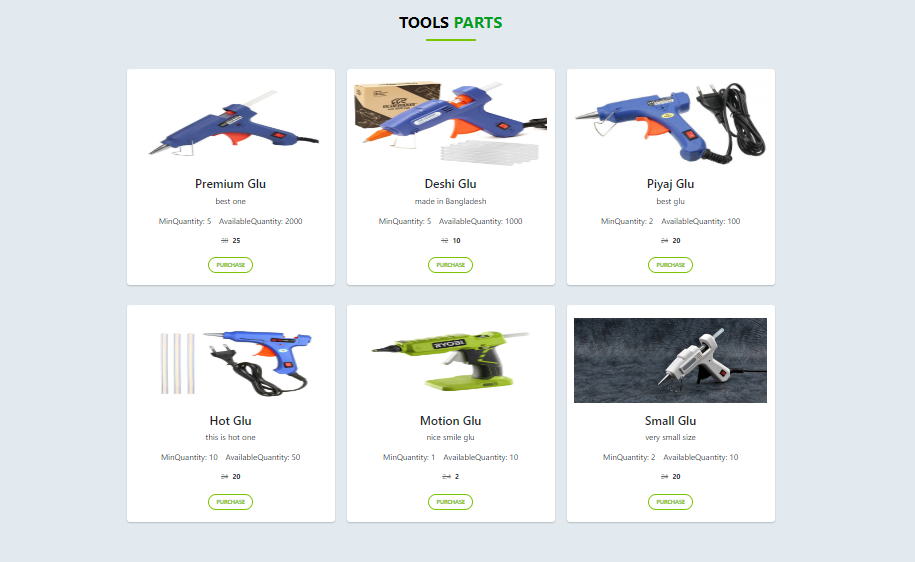 TOOLS PARTS
Premium Glu
best one
MinQuantity: 5 AvailableQuantity: 2000
25
PURCHASE
Deshi Glu
made in Bangladesh
MinQuantity: 5 AvailableQuantity: 1000
12 10
PURCHASE
Piyaj Glu
best glu
MinQuantity: 2 AvailableQuantity: 100
24 20
PURCHASE
Hot Glu
this is hot one
MinQuantity: 10 AvailableQuantity: 50
24 20
PURCHASE
RYOBI
Motion Glu
nice smile glu
MinQuantity: 1 AvailableQuantity: 10
2.4 2
PURCHASE
Small Glu
very small size
MinQuantity: 2 AvailableQuantity: 10
24 20
PURCHASE